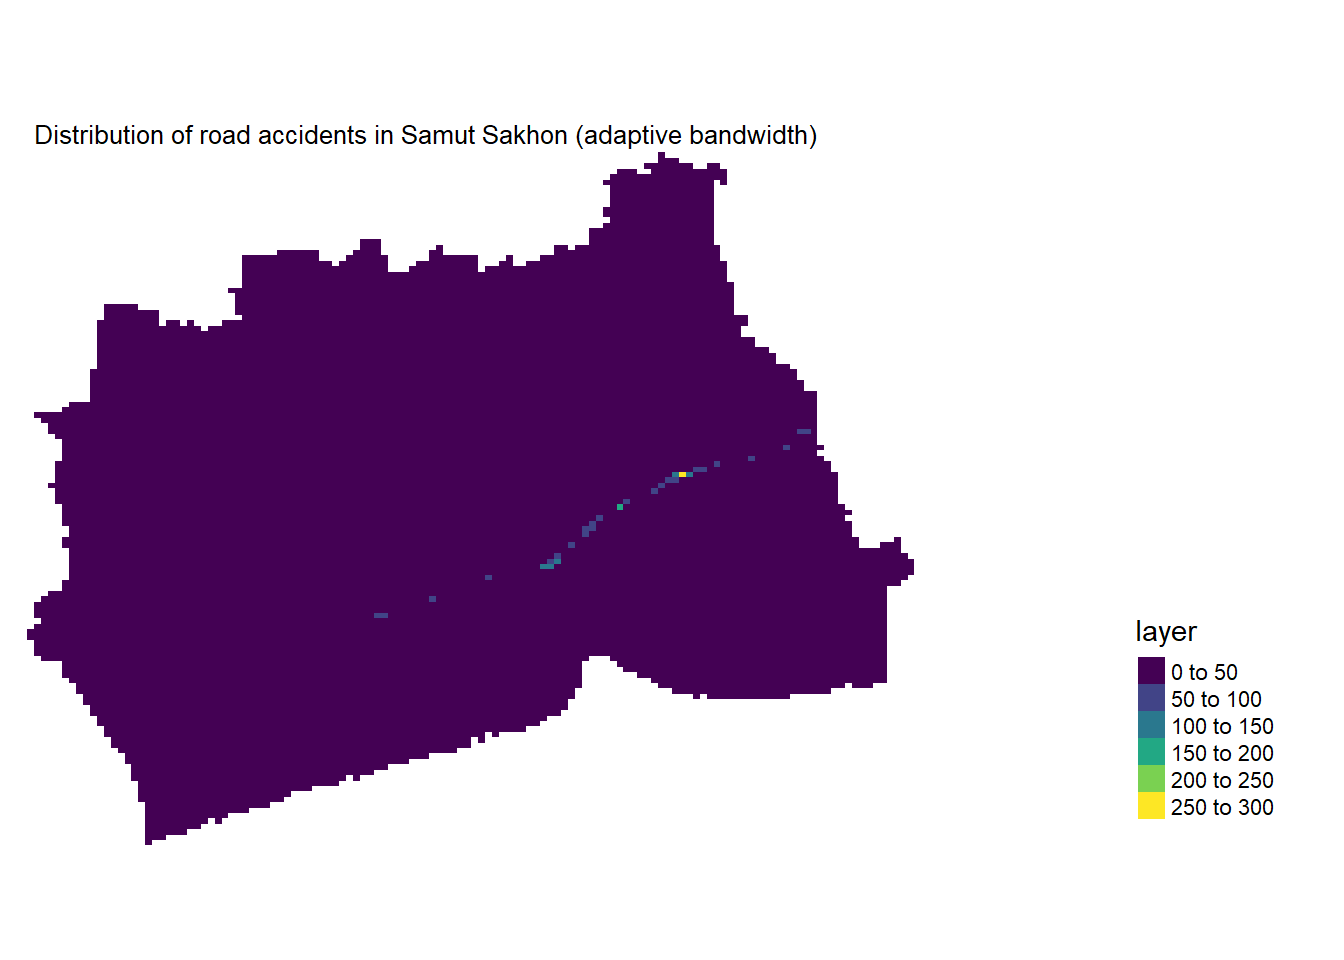 Distribution of road accidents in Samut Sakhon (adaptive bandwidth)
layer
0 to 50
50 to 100
100 to 150
150 to 200
200 to 250
250 to 300